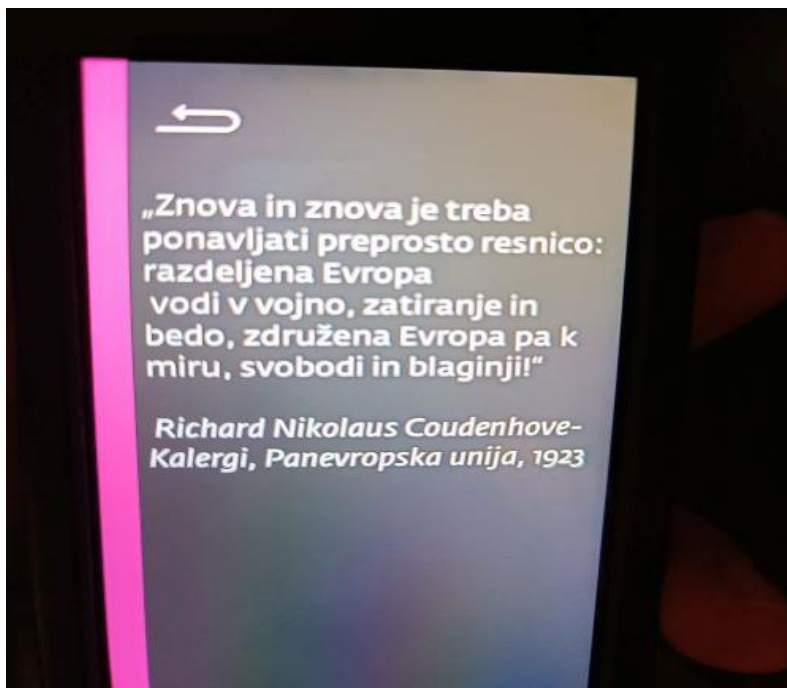 „Znova in znova je treba
ponavljati preprosto resnico:
razdeljena Evropa
vodi v vojno, zatiranje in
bedo, združena Evropa pa k
miru, svobodi in blaginji!“
Richard Nikolaus Coudenhove-
Kalergi, Panevropska unija, 1923